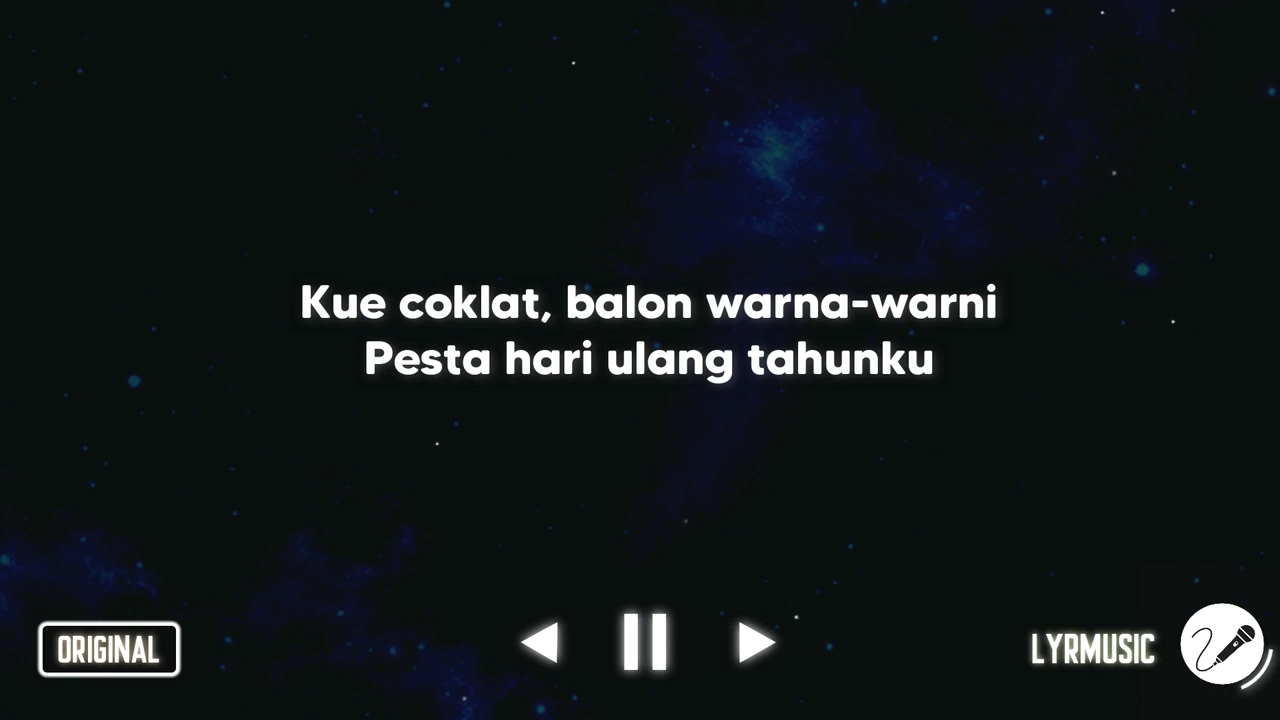 Kue coklat, balon warna-warni
Pesta hari ulang tahunku
ORIGINAL
LYRMUSIC